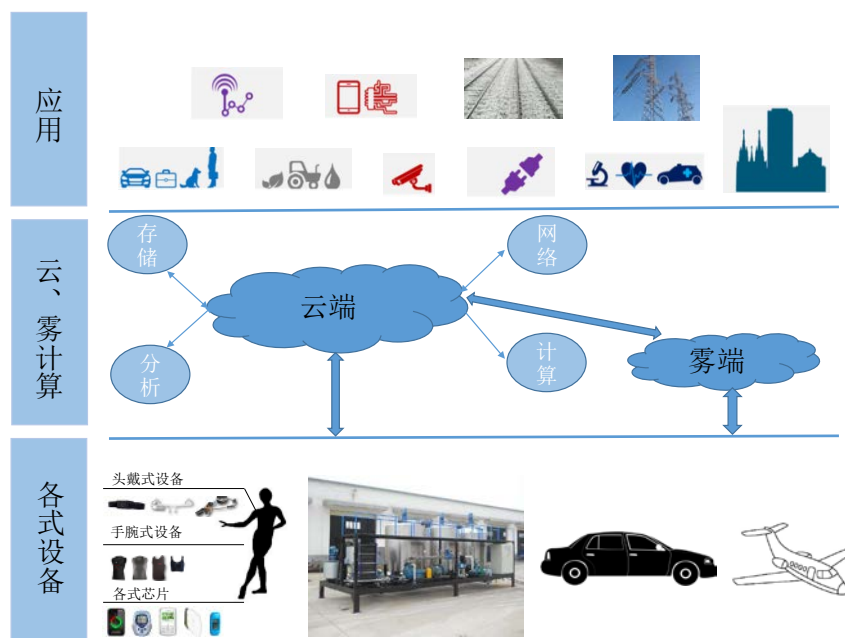 应用
存
储
网
络
云端
云、雾计算
分
析
计
算
雾端
各式设备
头戴式设备
手腕式设备
各式芯片